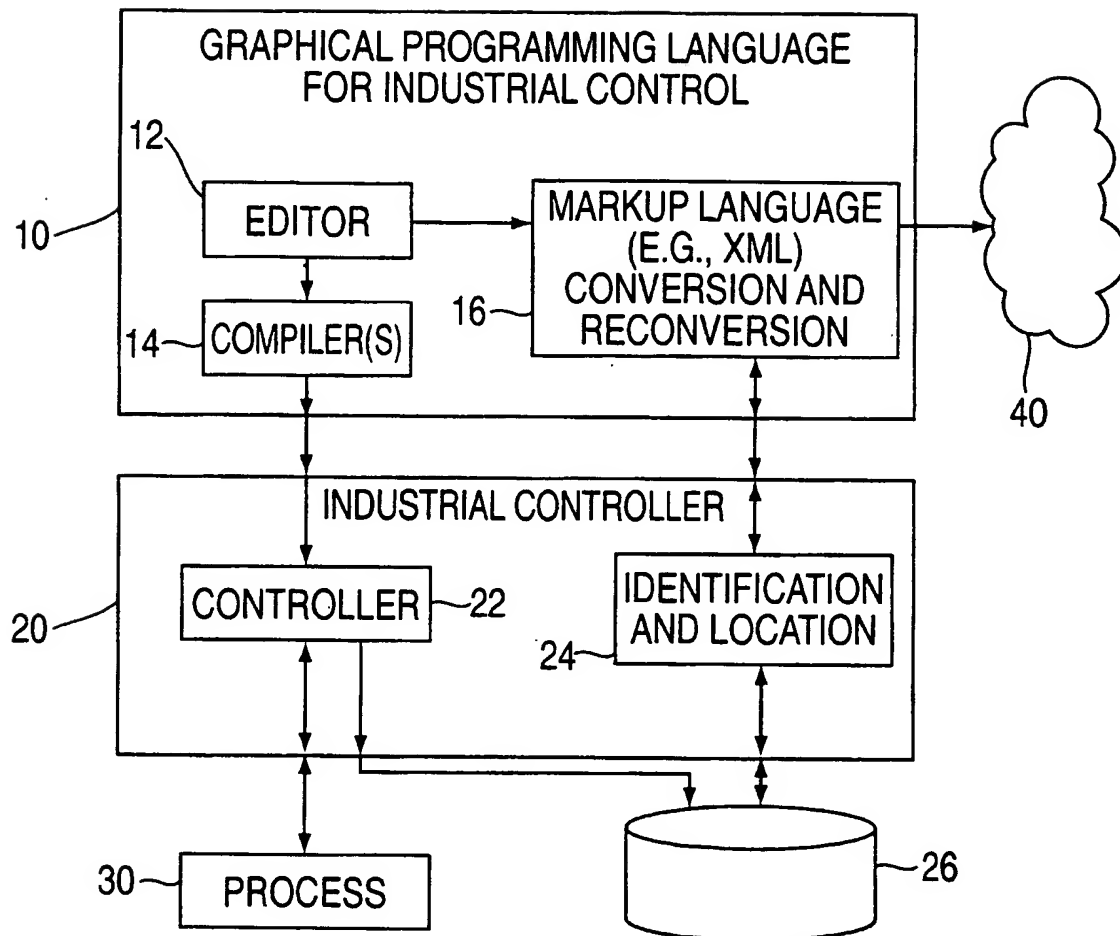 GRAPHICAL PROGRAMMING LANGUAGE
FOR INDUSTRIAL CONTROL
12
10
EDITOR
MARKUP LANGUAGE
(E.G., XML)
CONVERSION AND
RECONVERSION
16
14
COMPILER(S)
40
INDUSTRIAL CONTROLLER
CONTROLLER
22
IDENTIFICATION
AND LOCATION
20
24
30
PROCESS
26